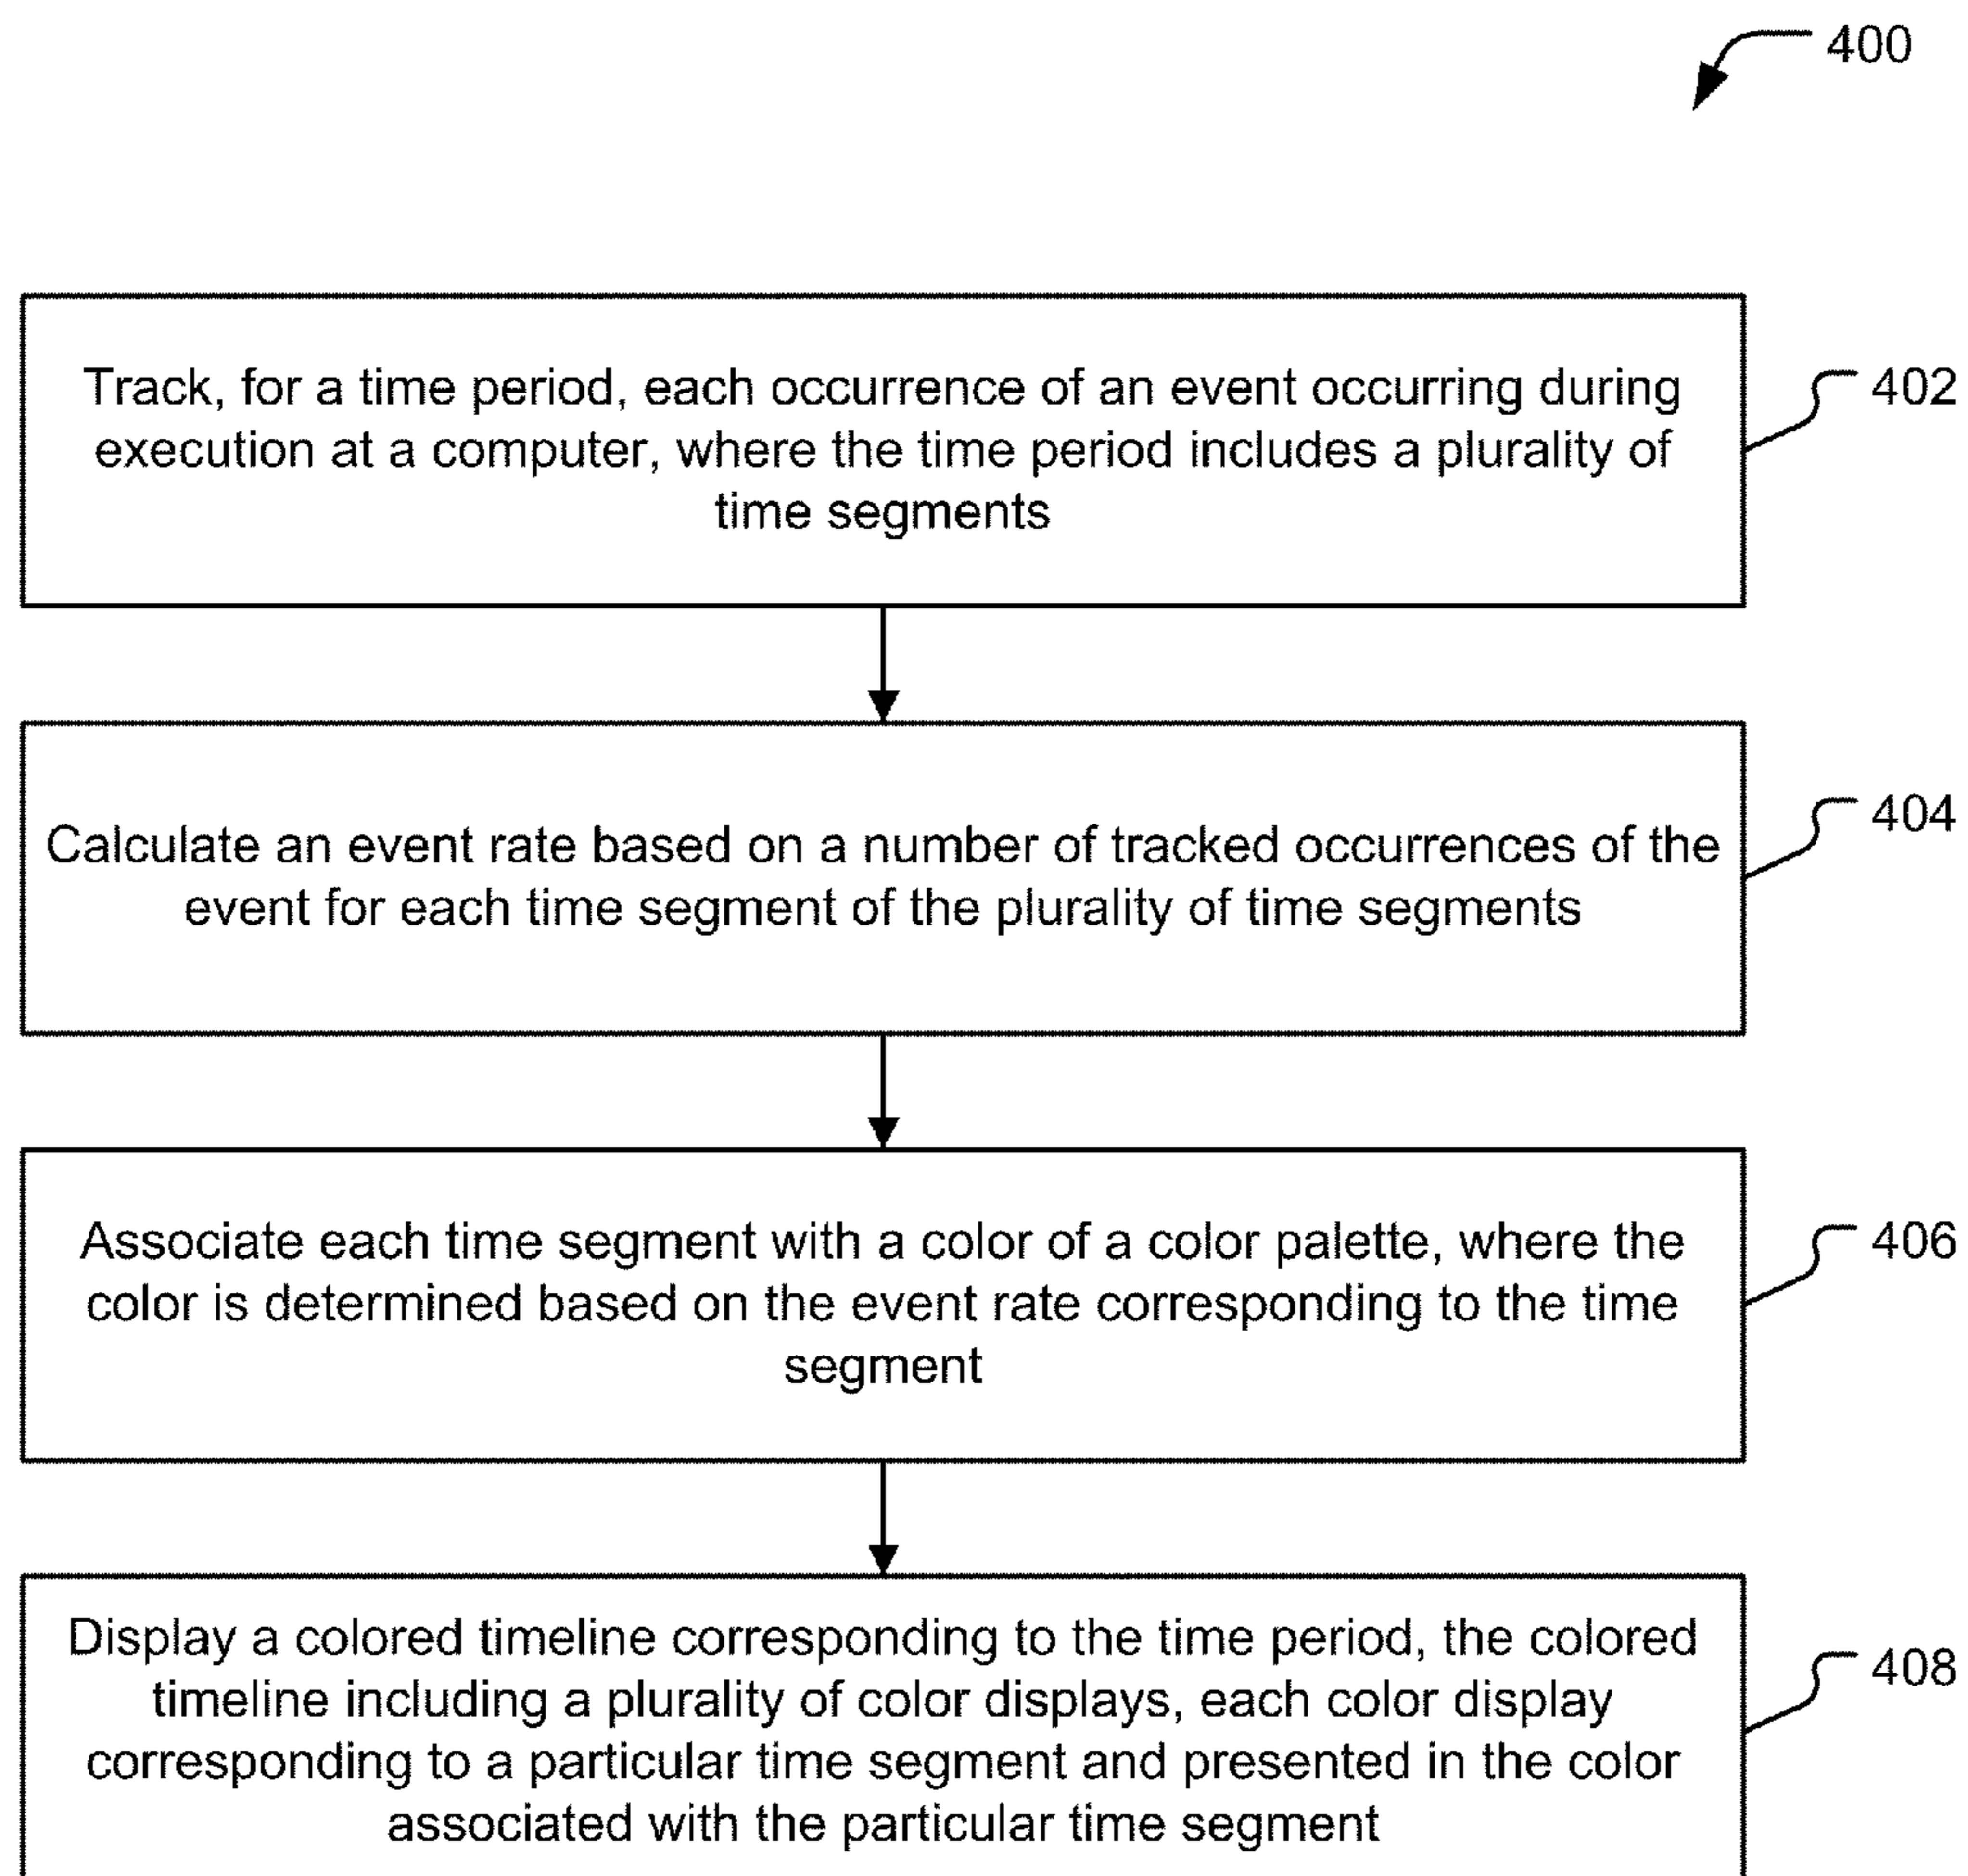 400
Track, for a time period, each occurrence of an event occurring during
execution at a computer, where the time period includes a plurality of
time segments
402
Calculate an event rate based on a number of tracked occurrences of the
event for each time segment of the plurality of time segments
404
Associate each time segment with a color of a color palette, where the
color is determined based on the event rate corresponding to the time
segment
406
Display a colored timeline corresponding to the time period, the colored
timeline including a plurality of color displays, each color display
corresponding to a particular time segment and presented in the color
associated with the particular time segment
408